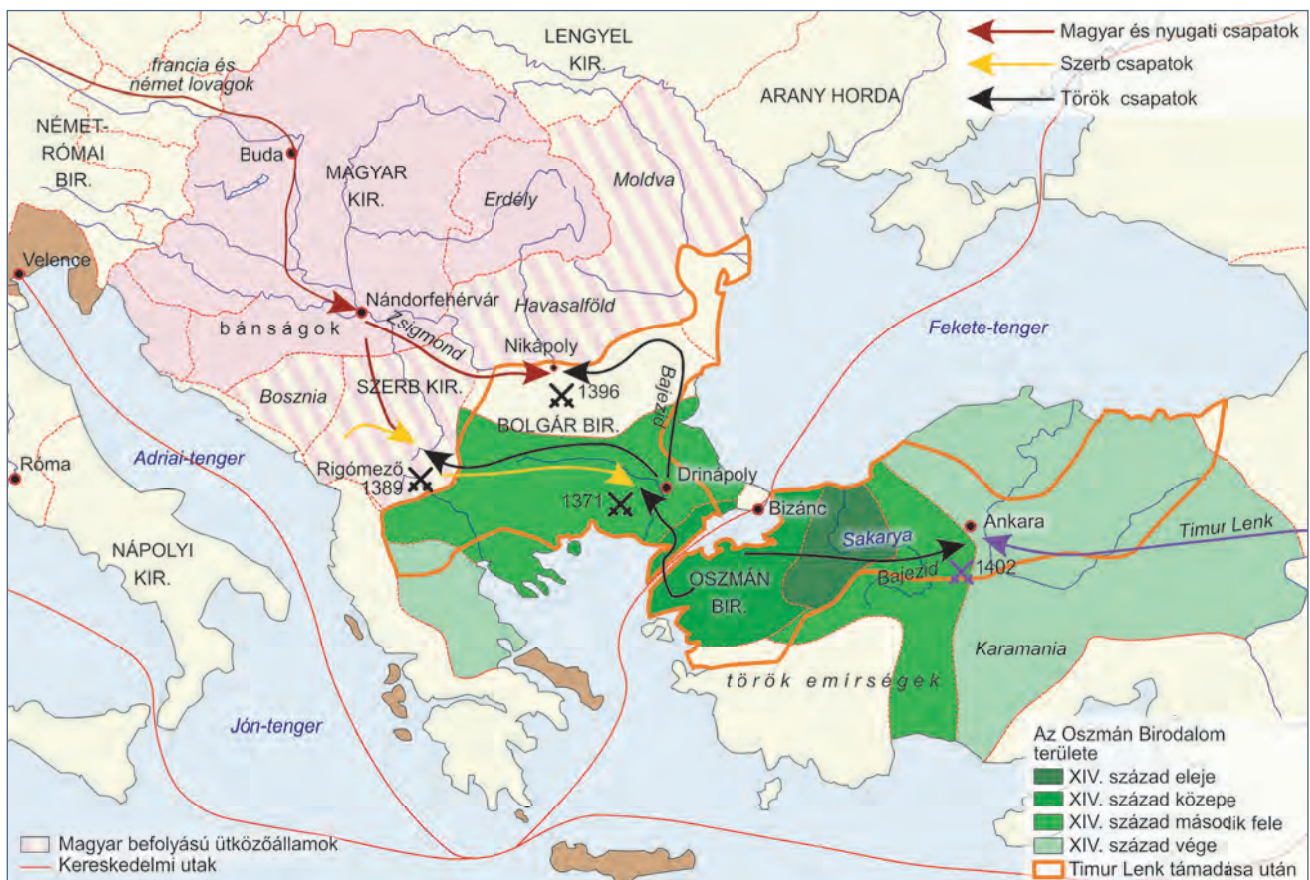 Magyar és nyugati csapatok
Szerb csapatok
Török csapatok
francia és
német lovagok
LENGYEL
KIR.
ARANY HORDA
NÉMET-
RÓMAI
BIR.
Buda
MAGYAR
KIR.
Erdély
Moldva
Velence
Nándorfehérvár
bánságok
Zsigmond
Havasalföld
Nikápoly
Fekete-tenger
Bosznia
SZERB KIR.
1396
Bajezid
BOLGÁR BIR.
Róma
Adriai-tenger
Rigómező
1389
1371
Drinápoly
Bizánc
Sakarya
Ankara
Timur Lenk
NÁPOLYI
KIR.
OSZMÁN
BIR.
Bajezid
1402
Karamania
török emírségek
Jón-tenger
Az Oszmán Birodalom
területe
XIV. század eleje
XIV. század közepe
XIV. század második fele
XIV. század vége
Timur Lenk támadása után
Magyar befolyású ütközőállamok
Kereskedelmi utak